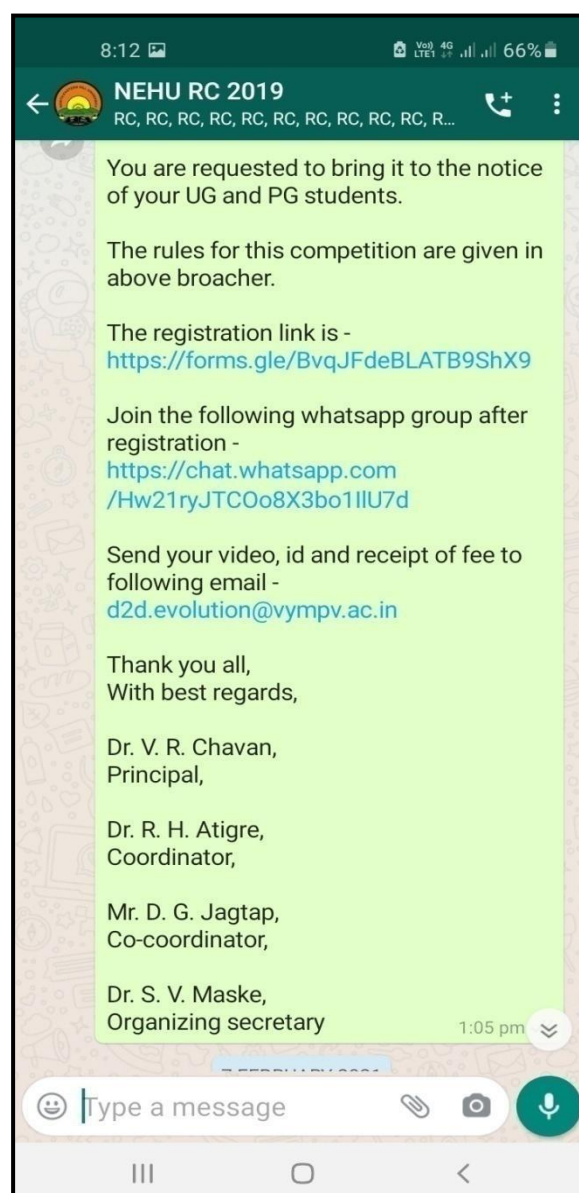 8:12
Vo)) 4G 66%
LTE1
NEHU RC 2019
RC, RC, RC, RC, RC, RC, RC, RC, RC, R...
You are requested to bring it to the notice
of your UG and PG students.
The rules for this competition are given in
above broacher.
The registration link is -
https://forms.gle/BvqJFdeBLATB9ShX9
Join the following whatsapp group after
registration -
https://chat.whatsapp.com
/Hw21ryJTCOo8X3bo1IlU7d
Send your video, id and receipt of fee to
following email -
d2d.evolution@vympv.ac.in
Thank you all,
With best regards,
Dr. V. R. Chavan,
Principal,
Dr. R. H. Atigre,
Coordinator,
Mr. D. G. Jagtap,
Co-coordinator,
Dr. S. V. Maske,
Organizing secretary
1:05 pm
7 FEBRUARY 2021
Type a message